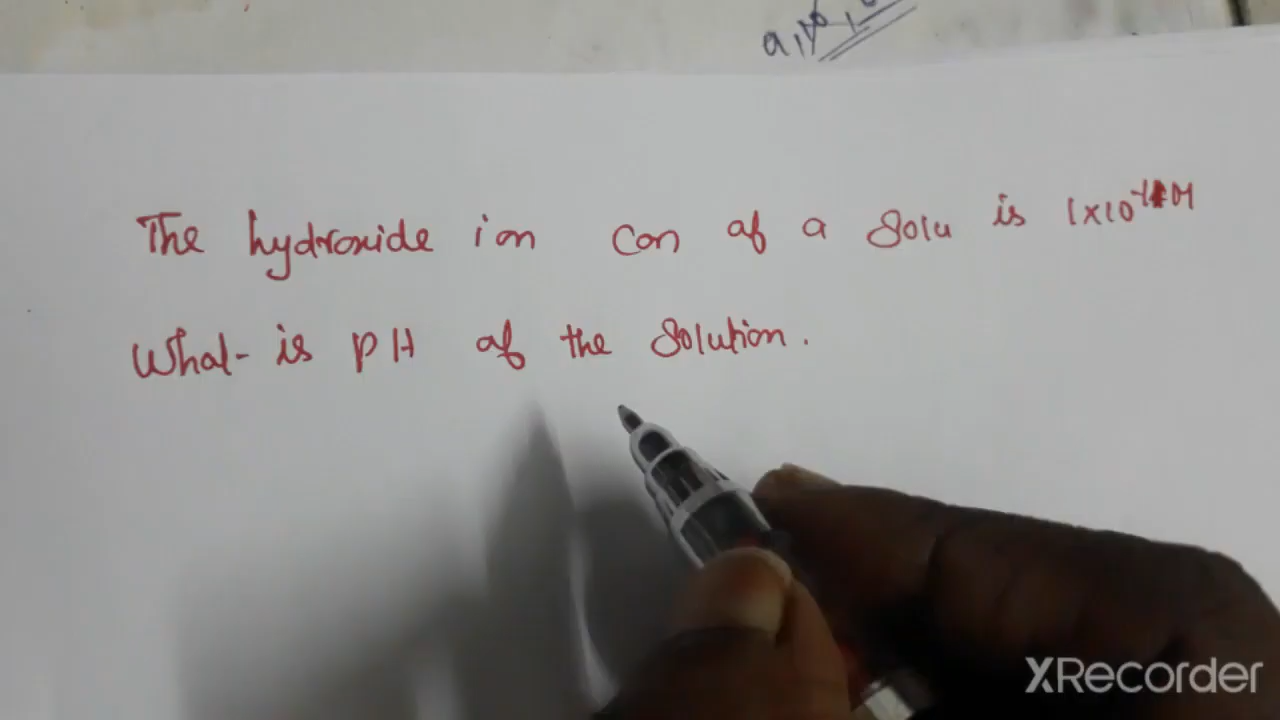 The hydroxide ion con of a Solu is 1x10
What is pH of the Solution.
XRecorder